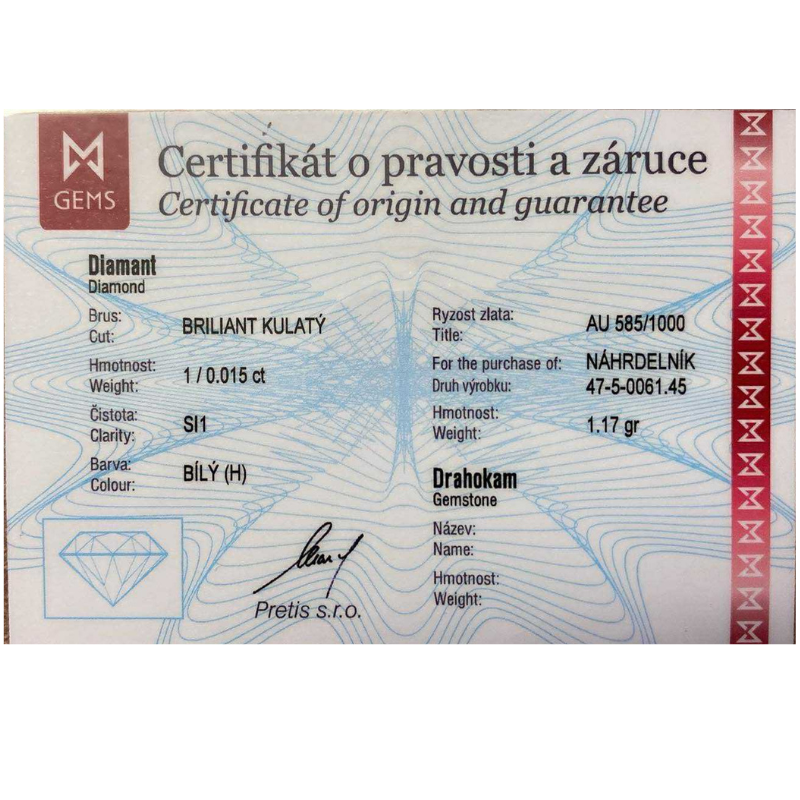 GEMS
Certifikát o pravosti a záruce
Certificate of origin and guarantee
Diamant
Diamond
Brus:
Cut:
BRILIANT KULATÝ
Hmotnost:
Weight:
1 / 0.015 ct
Čistota:
Clarity:
SI1
Barva:
Colour:
BÍLÝ (H)
Pretis s.r.o.
Ryzost zlata:
Title:
AU 585/1000
For the purchase of:
Druh výrobku:
NÁHRDELNÍK
47-5-0061.45
Hmotnost:
Weight:
1.17 gr
Drahokam
Gemstone
Název:
Name:
Hmotnost:
Weight: